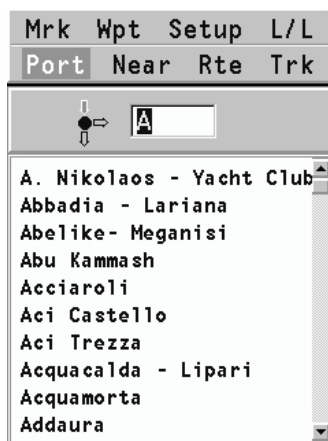 Mrk Wpt Setup L/L
Port Near Rte Trk
A
A. Nikolaos - Yacht Club
Abbadia - Lariana
Abelike- Meganisi
Abu Kammash
Acciaroli
Aci Castello
Aci Trezza
Acquacalda - Lipari
Acquamorta
Addaura